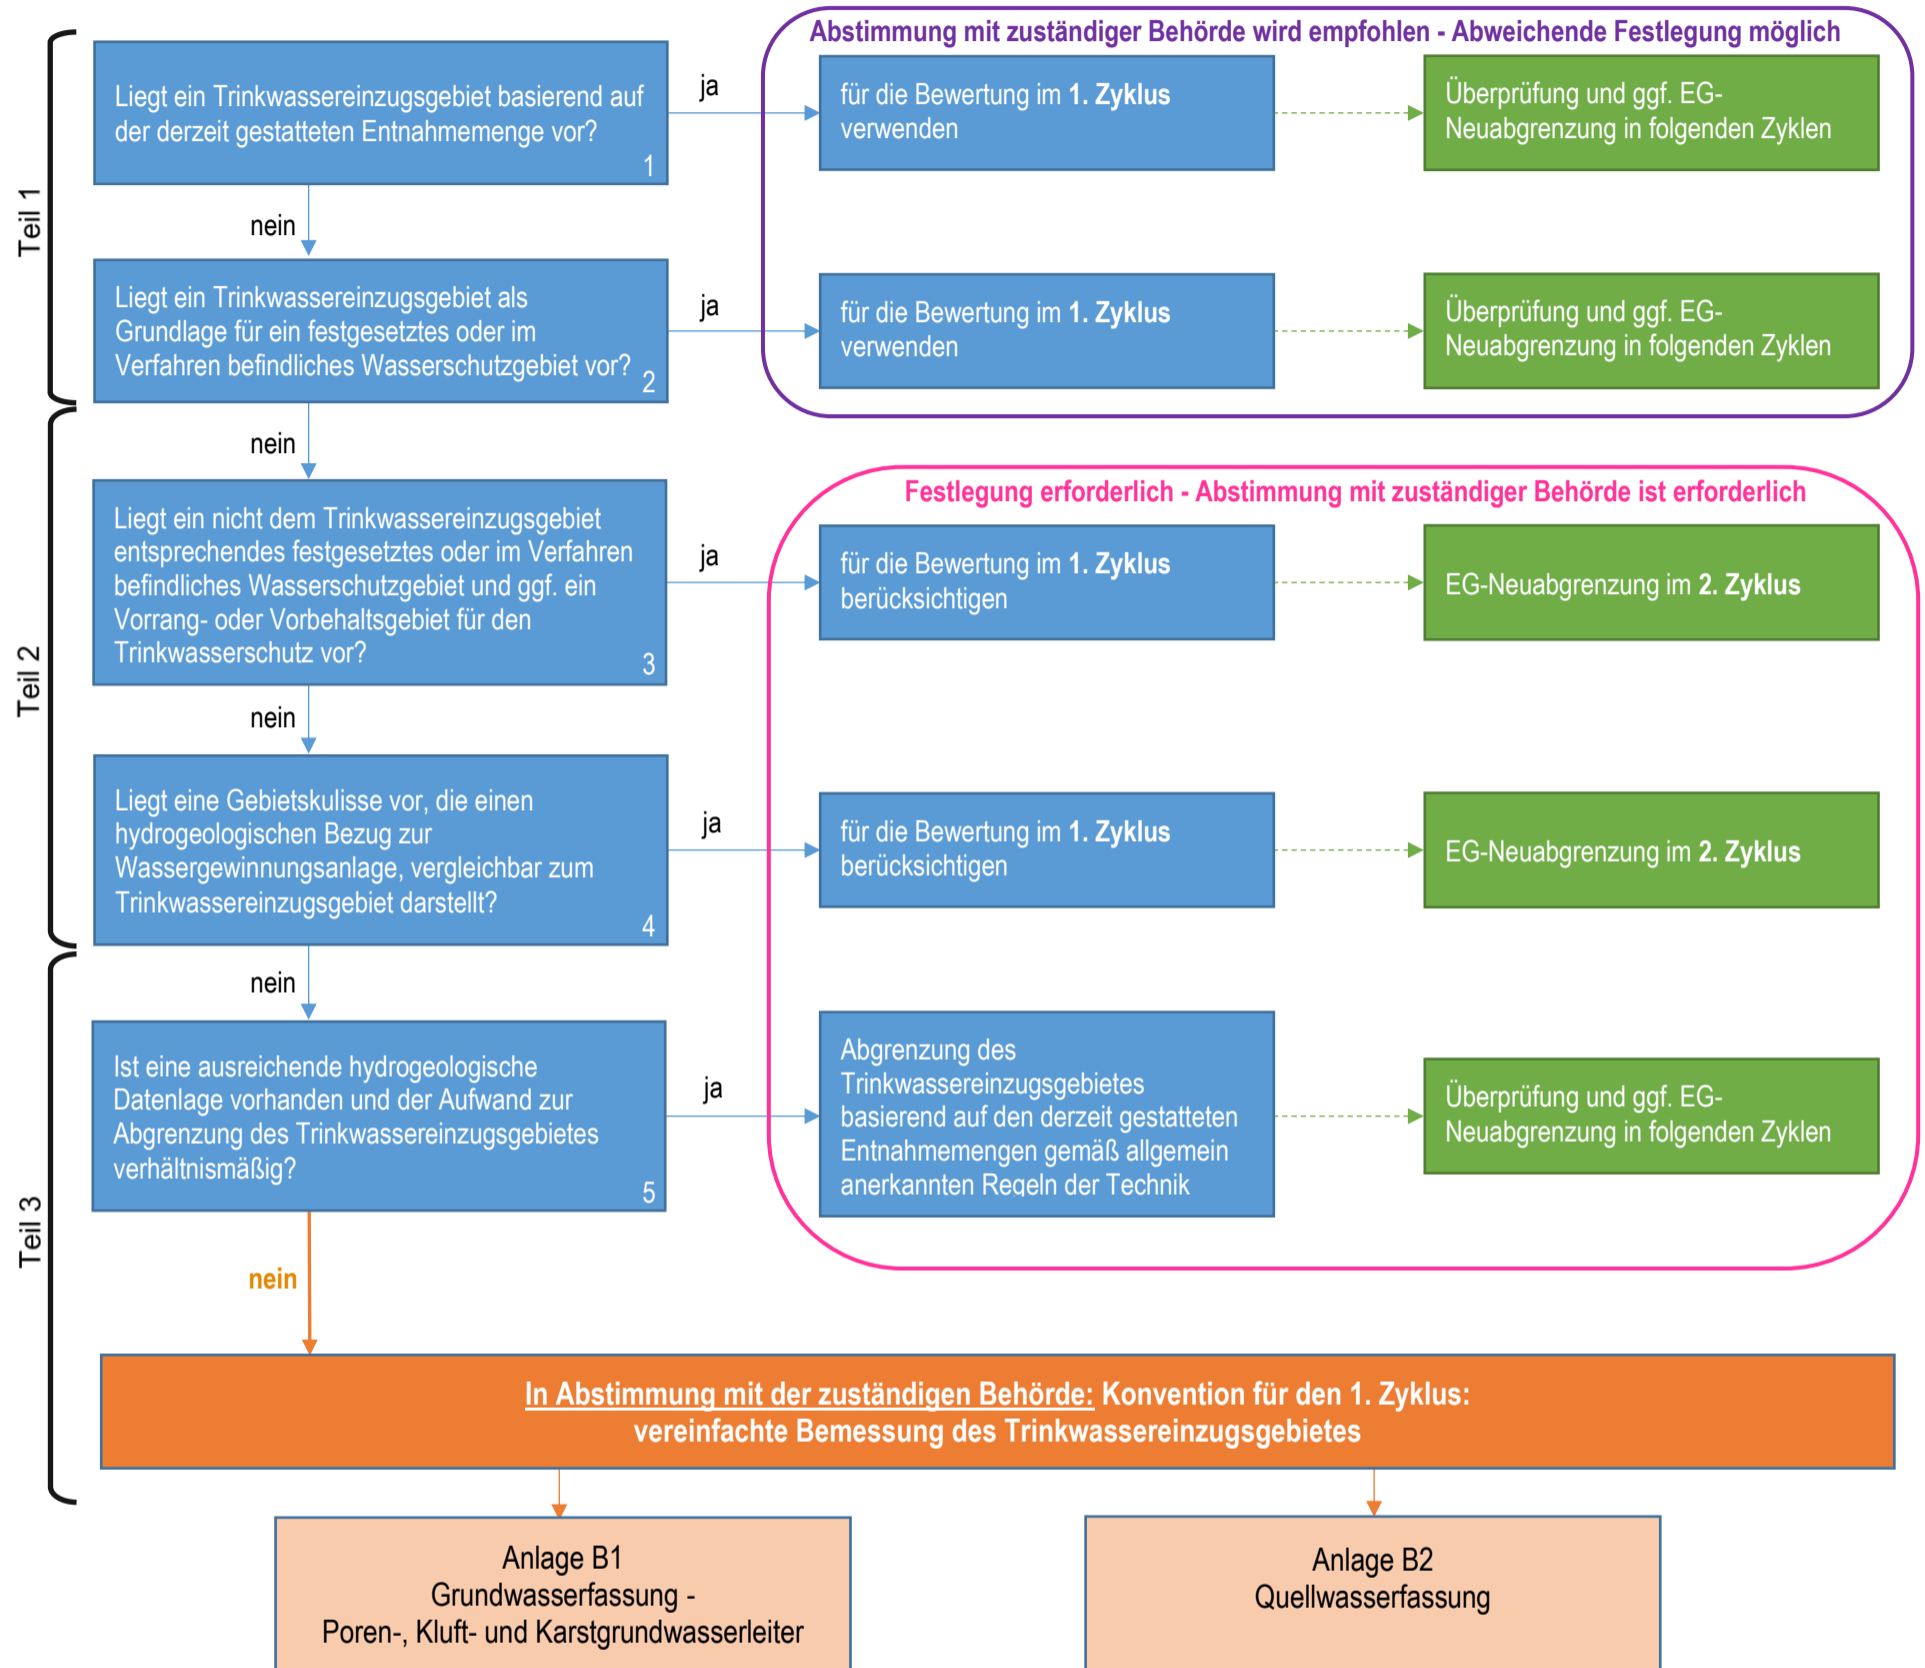 Abstimmung mit zuständiger Behörde wird empfohlen - Abweichende Festlegung möglich
Teil 1
Liegt ein Trinkwassereinzugsgebiet basierend auf
der derzeit gestatteten Entnahmemenge vor?
1
ja
für die Bewertung im 1. Zyklus
verwenden
Überprüfung und ggf. EG-
Neuabgrenzung in folgenden Zyklen
nein
Liegt ein Trinkwassereinzugsgebiet als
Grundlage für ein festgesetztes oder im
Verfahren befindliches Wasserschutzgebiet vor?
2
ja
für die Bewertung im 1. Zyklus
verwenden
Überprüfung und ggf. EG-
Neuabgrenzung in folgenden Zyklen
nein
Festlegung erforderlich - Abstimmung mit zuständiger Behörde ist erforderlich
Teil 2
Liegt ein nicht dem Trinkwassereinzugsgebiet
entsprechendes festgesetztes oder im Verfahren
befindliches Wasserschutzgebiet und ggf. ein
Vorrang- oder Vorbehaltsgebiet für den
Trinkwasserschutz vor?
3
ja
für die Bewertung im 1. Zyklus
berücksichtigen
EG-Neuabgrenzung im 2. Zyklus
nein
Liegt eine Gebietskulisse vor, die einen
hydrogeologischen Bezug zur
Wassergewinnungsanlage, vergleichbar zum
Trinkwassereinzugsgebiet darstellt?
4
ja
für die Bewertung im 1. Zyklus
berücksichtigen
EG-Neuabgrenzung im 2. Zyklus
nein
Teil 3
Ist eine ausreichende hydrogeologische
Datenlage vorhanden und der Aufwand zur
Abgrenzung des Trinkwassereinzugsgebietes
verhältnismäßig?
5
ja
Abgrenzung des
Trinkwassereinzugsgebietes
basierend auf den derzeit gestatteten
Entnahmemengen gemäß allgemein
anerkannten Regeln der Technik
Überprüfung und ggf. EG-
Neuabgrenzung in folgenden Zyklen
nein
In Abstimmung mit der zuständigen Behörde: Konvention für den 1. Zyklus:
vereinfachte Bemessung des Trinkwassereinzugsgebietes
Anlage B1
Grundwasserfassung -
Poren-, Kluft- und Karstgrundwasserleiter
Anlage B2
Quellwasserfassung